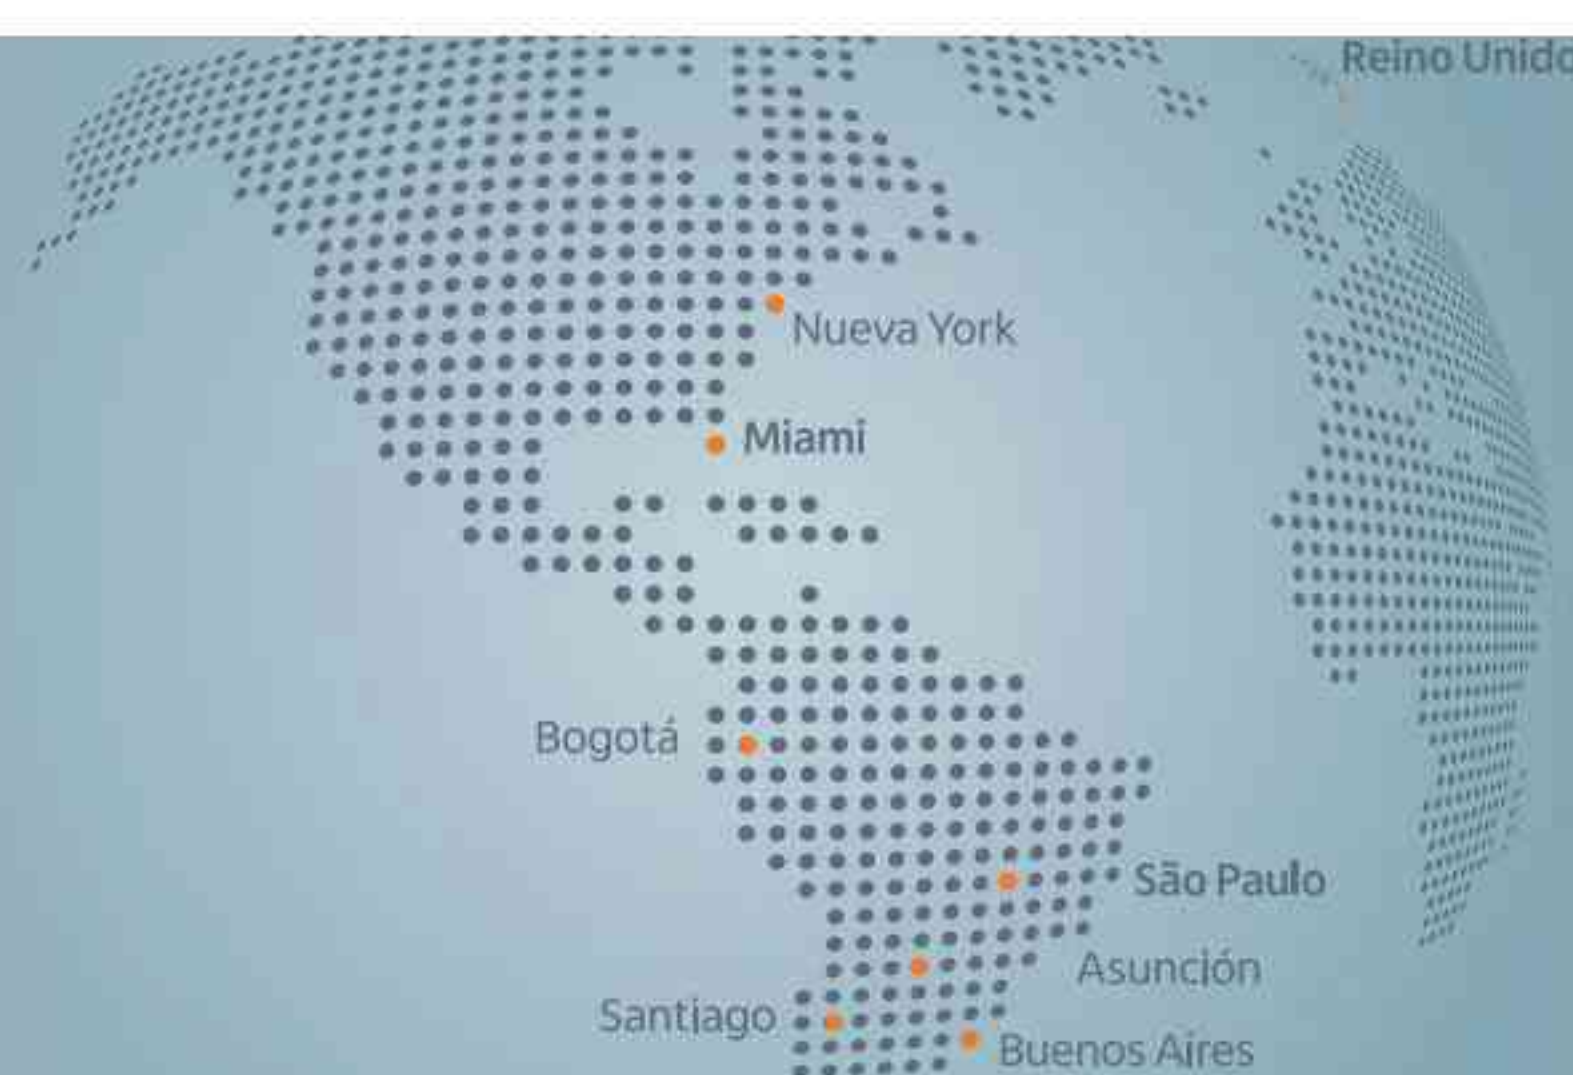 Reino Unido
Nueva York
Miami
Bogotá
São Paulo
Asunción
Santiago
Buenos Aires